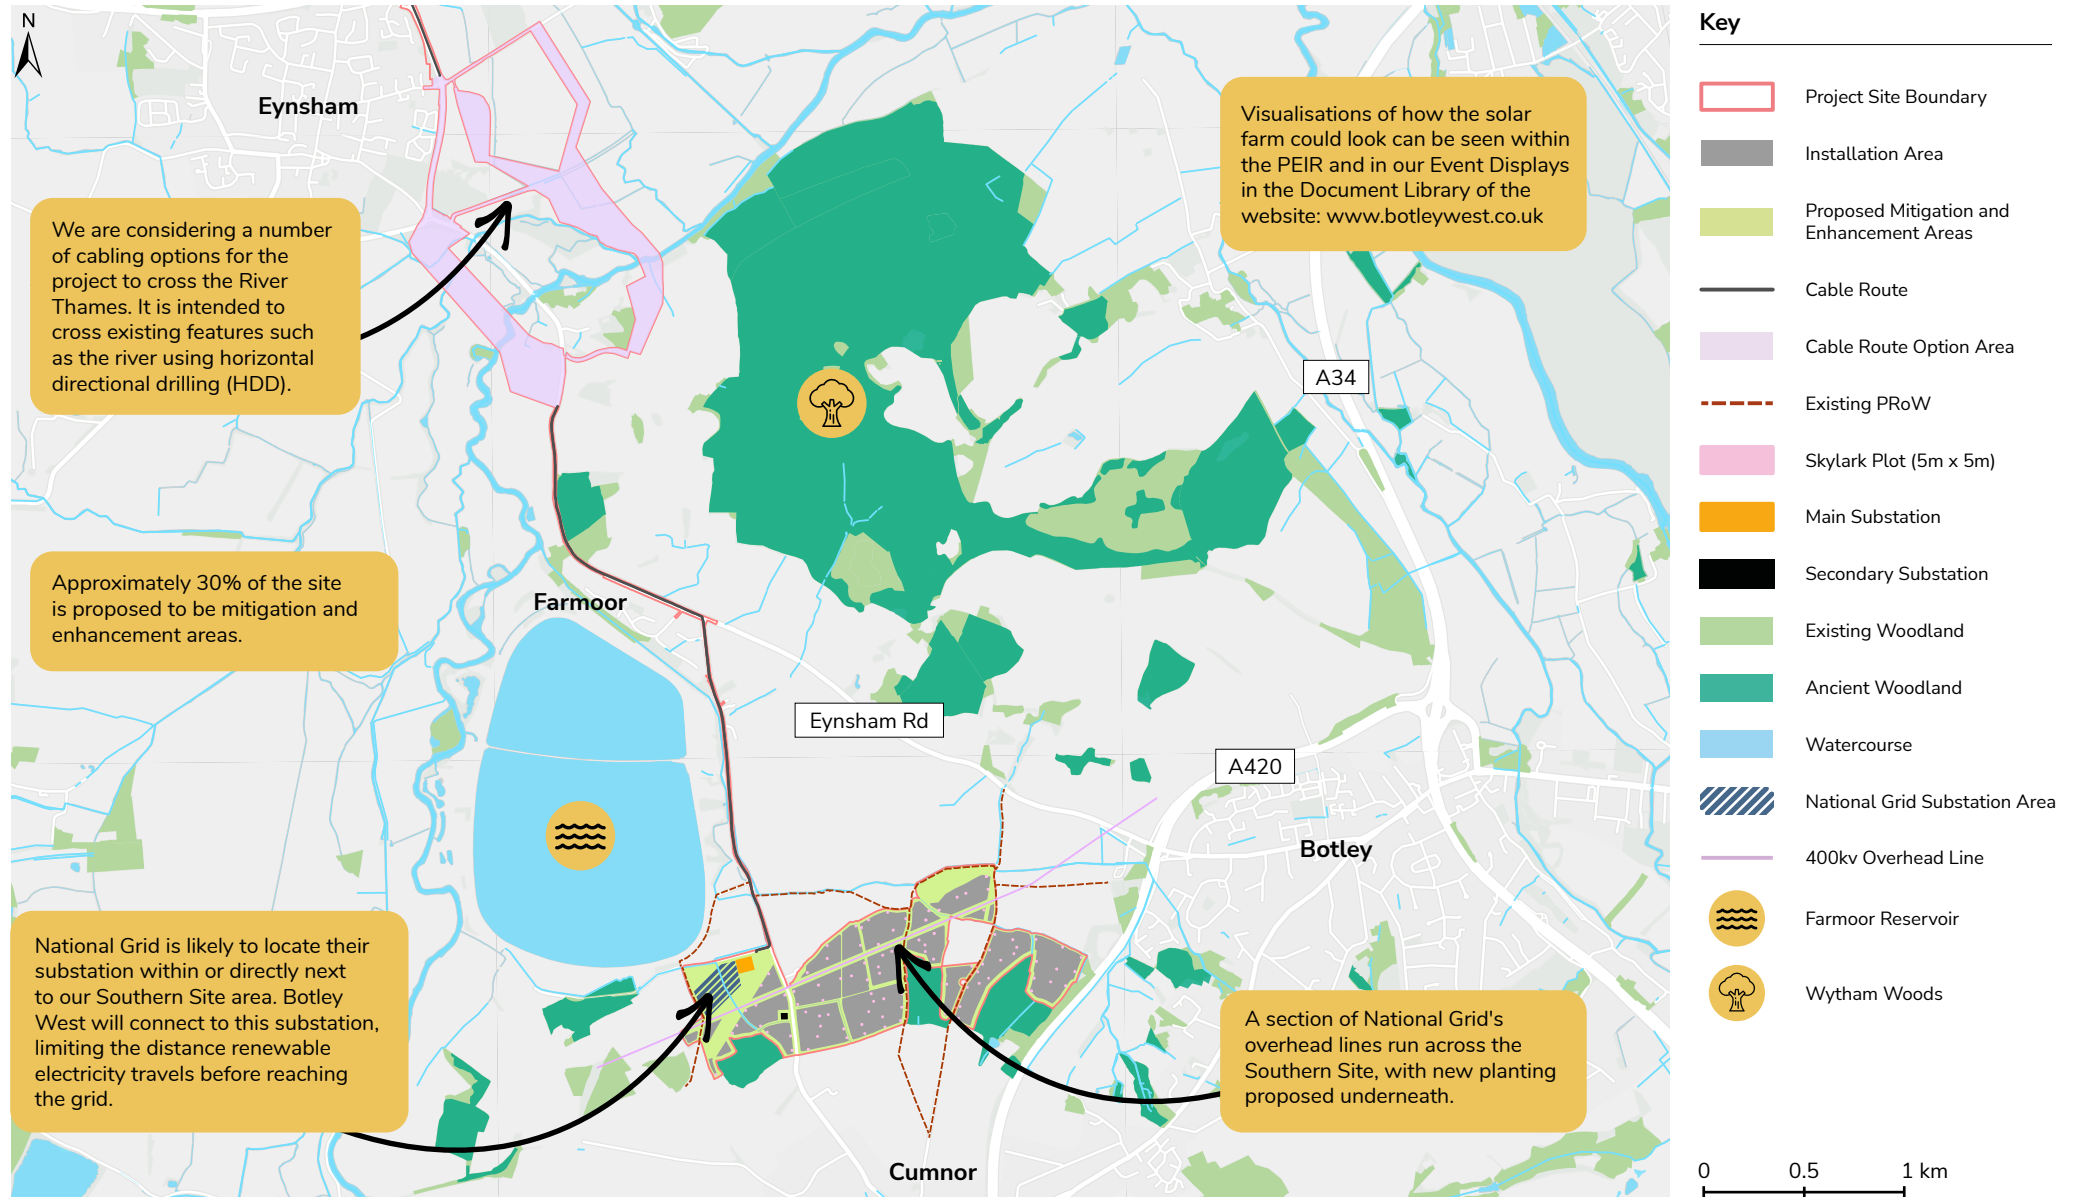 N
Eynsham
We are considering a number
of cabling options for the
project to cross the River
Thames. It is intended to
cross existing features such
as the river using horizontal
directional drilling (HDD).
Visualisations of how the solar
farm could look can be seen within
the PEIR and in our Event Displays
in the Document Library of the
website: www.botleywest.co.uk
A34
Approximately 30% of the site
is proposed to be mitigation and
enhancement areas.
Farmoor
Eynsham Rd
A420
Botley
National Grid is likely to locate their
substation within or directly next
to our Southern Site area. Botley
West will connect to this substation,
limiting the distance renewable
electricity travels before reaching
the grid.
A section of National Grid's
overhead lines run across the
Southern Site, with new planting
proposed underneath.
Cumnor
Key
Project Site Boundary
Installation Area
Proposed Mitigation and
Enhancement Areas
Cable Route
Cable Route Option Area
Existing PRoW
Skylark Plot (5m x 5m)
Main Substation
Secondary Substation
Existing Woodland
Ancient Woodland
Watercourse
National Grid Substation Area
400kv Overhead Line
Farmoor Reservoir
Wytham Woods
0 0.5 1 km